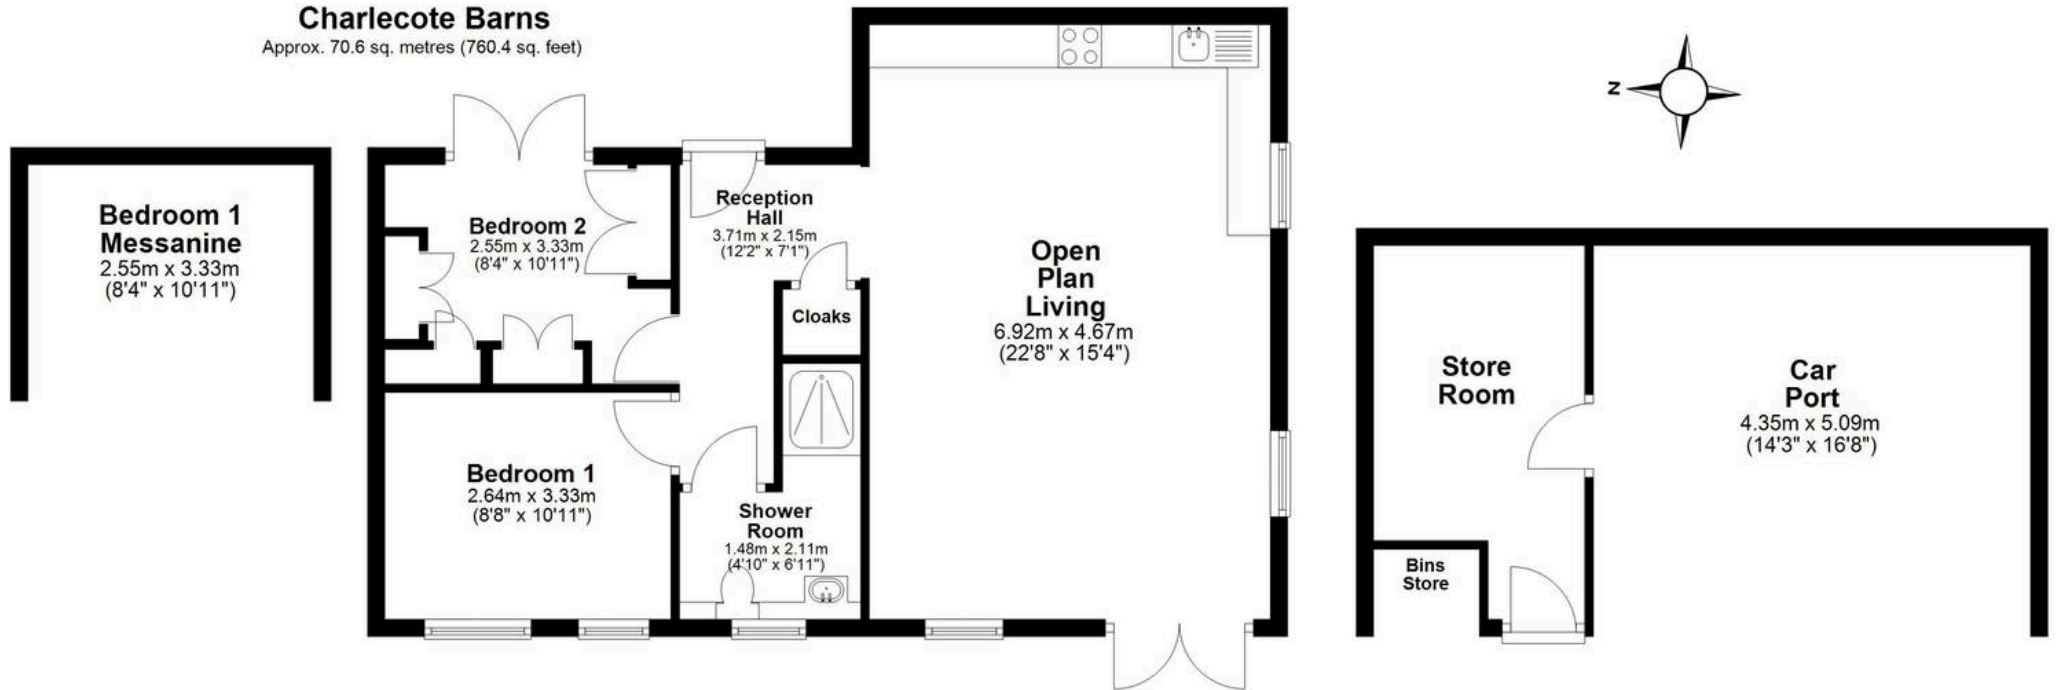 Charlecote Barns
Approx. 70.6 sq. metres (760.4 sq. feet)
Bedroom 1
Messanine
2.55m x 3.33m
(8'4" x 10'11")
Bedroom 2
2.55m x 3.33m
(8'4" x 10'11")
Reception
Hall
3.71m x 2.15m
(12'2" x 7'1")
Cloaks
Open
Plan
Living
6.92m x 4.67m
(22'8" x 15'4")
Bedroom 1
2.64m x 3.33m
(8'8" x 10'11")
Shower
Room
1.48m x 2.11m
(4'10" x 6'11")
N
Store
Room
Car
Port
4.35m x 5.09m
(14'3" x 16'8")
Bins
Store